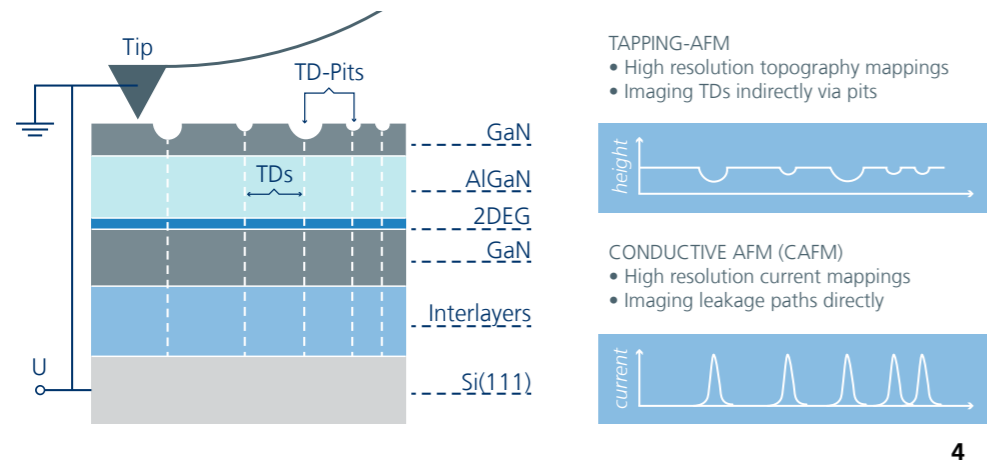 Tip
TD-Pits
TDs
GaN
AlGaN
2DEG
GaN
Interlayers
Si(111)
U
TAPPING-AFM
• High resolution topography mappings
• Imaging TDs indirectly via pits
height
CONDUCTIVE AFM (CAFM)
• High resolution current mappings
• Imaging leakage paths directly
current
4